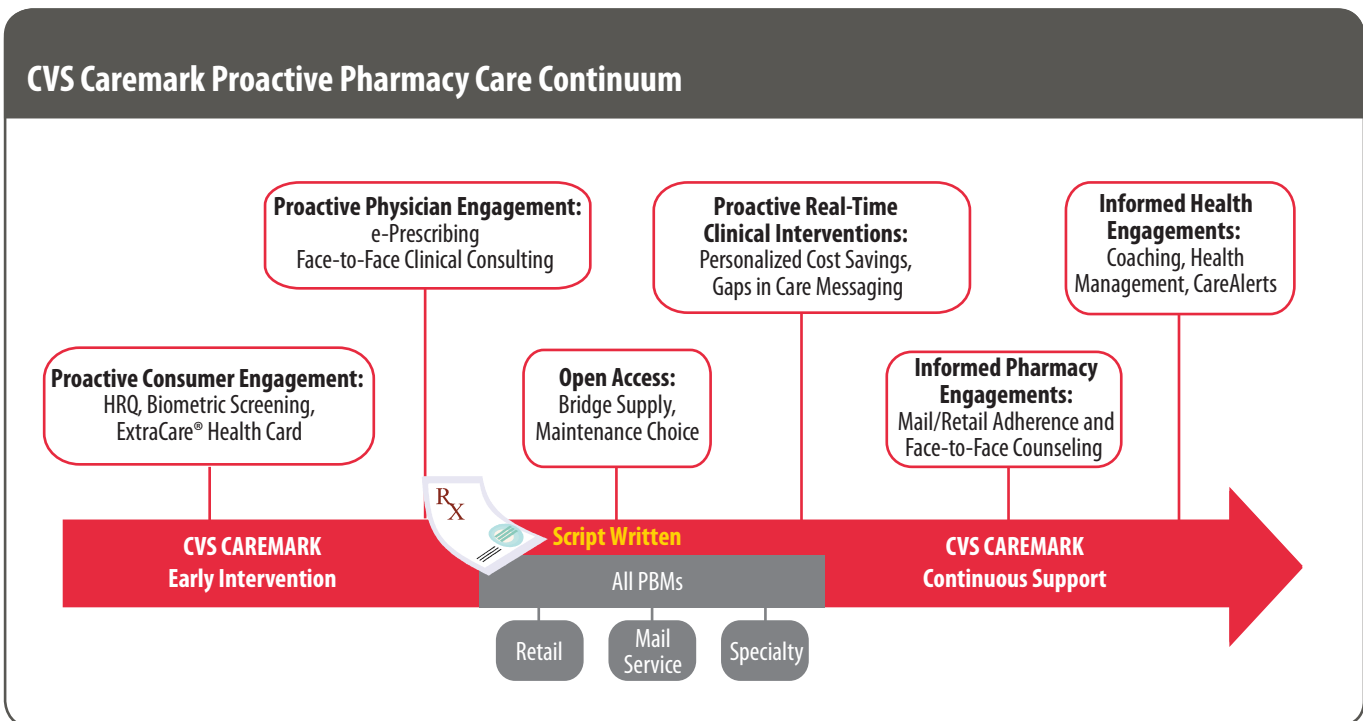 CVS Caremark Proactive Pharmacy Care Continuum
Proactive Physician Engagement:
e-Prescribing
Face-to-Face Clinical Consulting
Proactive Real-Time
Clinical Interventions:
Personalized Cost Savings,
Gaps in Care Messaging
Informed Health
Engagements:
Coaching, Health
Management, CareAlerts
Proactive Consumer Engagement:
HRQ, Biometric Screening,
ExtraCare® Health Card
Open Access:
Bridge Supply,
Maintenance Choice
Informed Pharmacy
Engagements:
Mail/Retail Adherence and
Face-to-Face Counseling
RX
CVS CAREMARK
Early Intervention
Script Written
All PBMs
CVS CAREMARK
Continuous Support
Retail
Mail
Service
Specialty